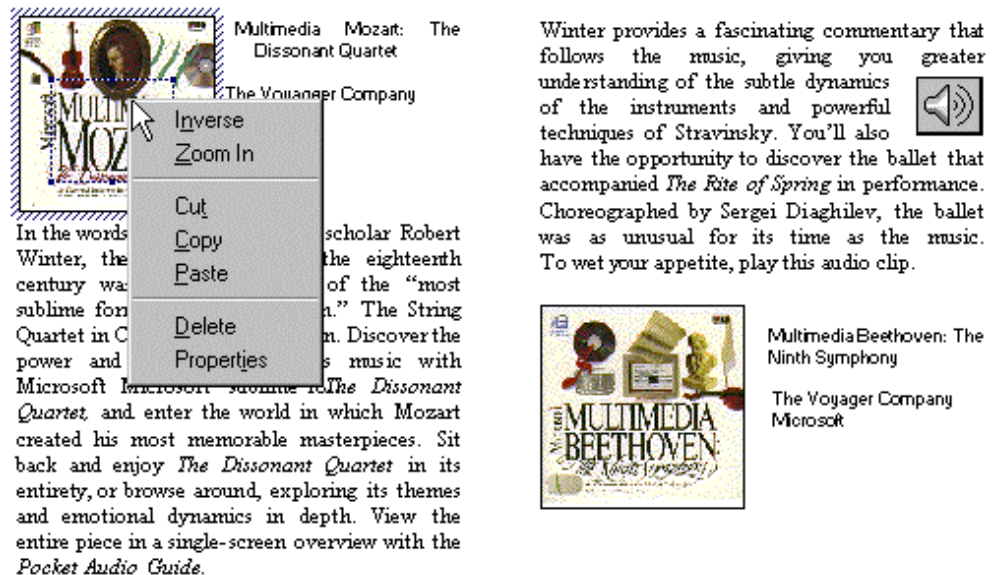 Multimedia Mozart: The
Dissonant Quartet
The Voyager Company
Microsoft
MULTIM
MOZ
Inverse
Zoom In
Cut
Copy
Paste
Delete
Properties
In the words scholar Robert
Winter, the the eighteenth
century wa of the “most
sublime for n.” The String
Quartet in C n. Discover the
power and s music with
Microsoft The Dissonant
Quartet, and enter the world in which Mozart
created his most memorable masterpieces. Sit
back and enjoy The Dissonant Quartet in its
entirety, or browse around, exploring its themes
and emotional dynamics in depth. View the
entire piece in a single-screen overview with the
Pocket Audio Guide.
Winter provides a fascinating commentary that
follows the music, giving you greater
understanding of the subtle dynamics
of the instruments and powerful
techniques of Stravinsky. You’ll also
have the opportunity to discover the ballet that
accompanied The Rite of Spring in performance.
Choreographed by Sergei Diaghilev, the ballet
was as unusual for its time as the music.
To wet your appetite, play this audio clip.
Microsoft
MULTIMEDIA
BEETHOVEN
The Ninth Symphony
Multimedia Beethoven: The
Ninth Symphony
The Voyager Company
Microsoft